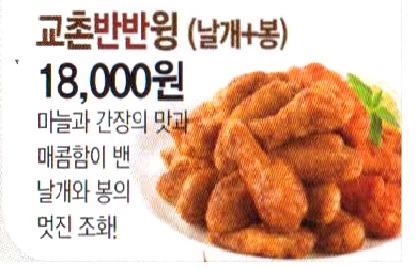 교촌반반윙 (날개+봉)
18,000원
마늘과 간장의 맛과
매콤함이 밴
날개와 봉의
멋진 조화!